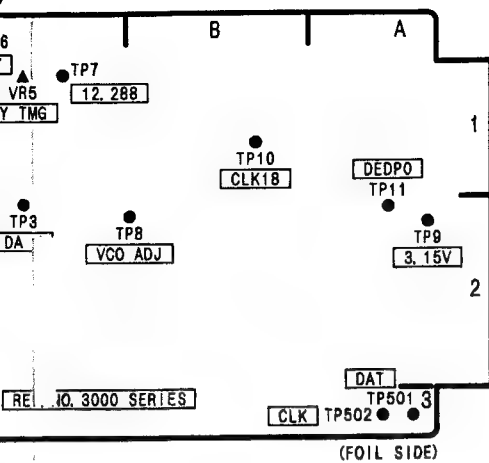 B
A
6
TP7
VR5
12, 288
Y TMG
1
TP10
CLK18
DEDPO
TP11
TP3
TP8
TP9
DA
VCO ADJ
3, 15V
2
DAT
3000 SERIES
TP501
3
CLK
TP502
(FOIL SIDE)